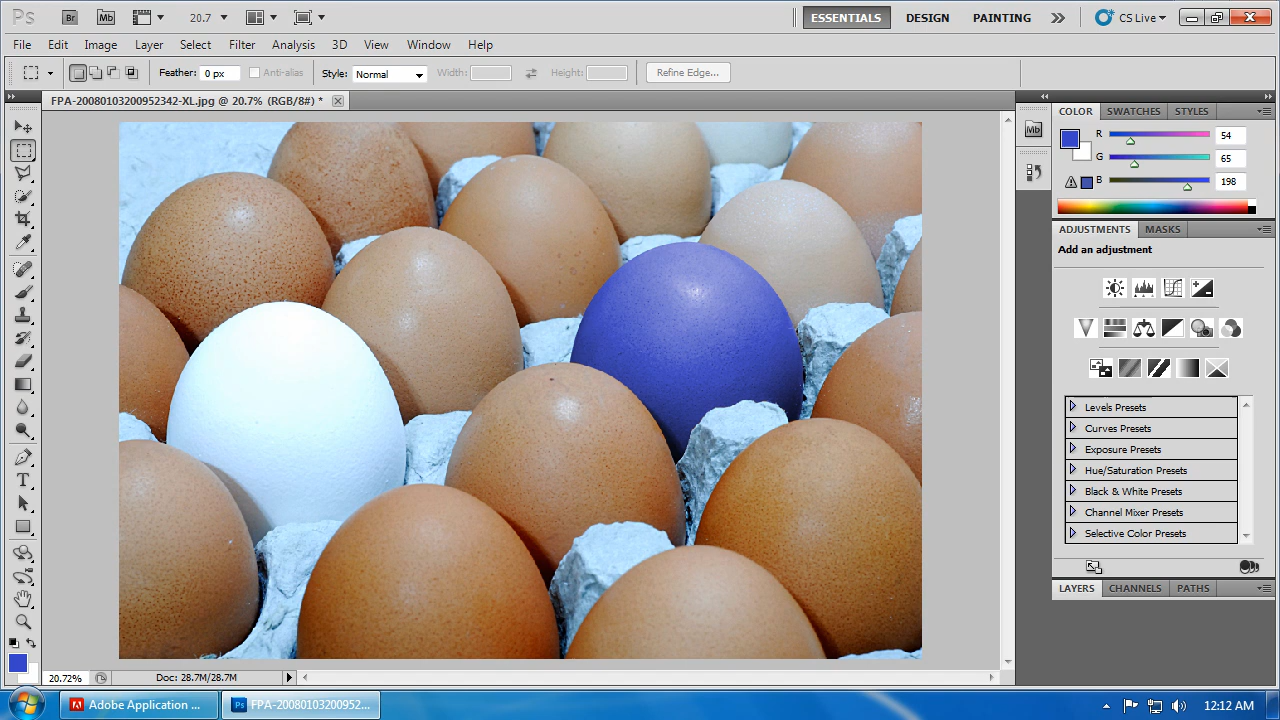 Ps Br Mb 20.7 ESSENTIALS DESIGN PAINTING CS Live
File Edit Image Layer Select Filter Analysis 3D View Window Help
Feather: 0 px Anti-alias Style: Normal Width: Height: Refine Edge...
FPA-20080103200952342-XL.jpg @ 20.7% (RGB/8#) *
COLOR SWATCHES STYLES
Mb
R 54
G 65
B 198
ADJUSTMENTS MASKS
Add an adjustment
Levels Presets
Curves Presets
Exposure Presets
Hue/Saturation Presets
Black & White Presets
Channel Mixer Presets
Selective Color Presets
LAYERS CHANNELS PATHS
20.72% Doc: 28.7M/28.7M
Adobe Application ... Ps FPA-20080103200952... 12:12 AM